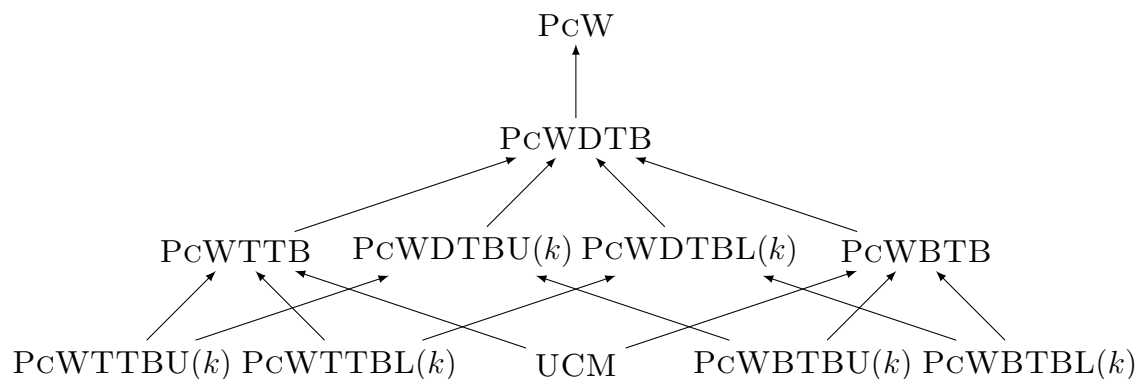 PcW
PcWDTB
PcWTTB PcWDTBU(k) PcWDTBL(k) PcWBTB
PcWTTBU(k) PcWTTBL(k) UCM PcWBTBU(k) PcWBTBL(k)